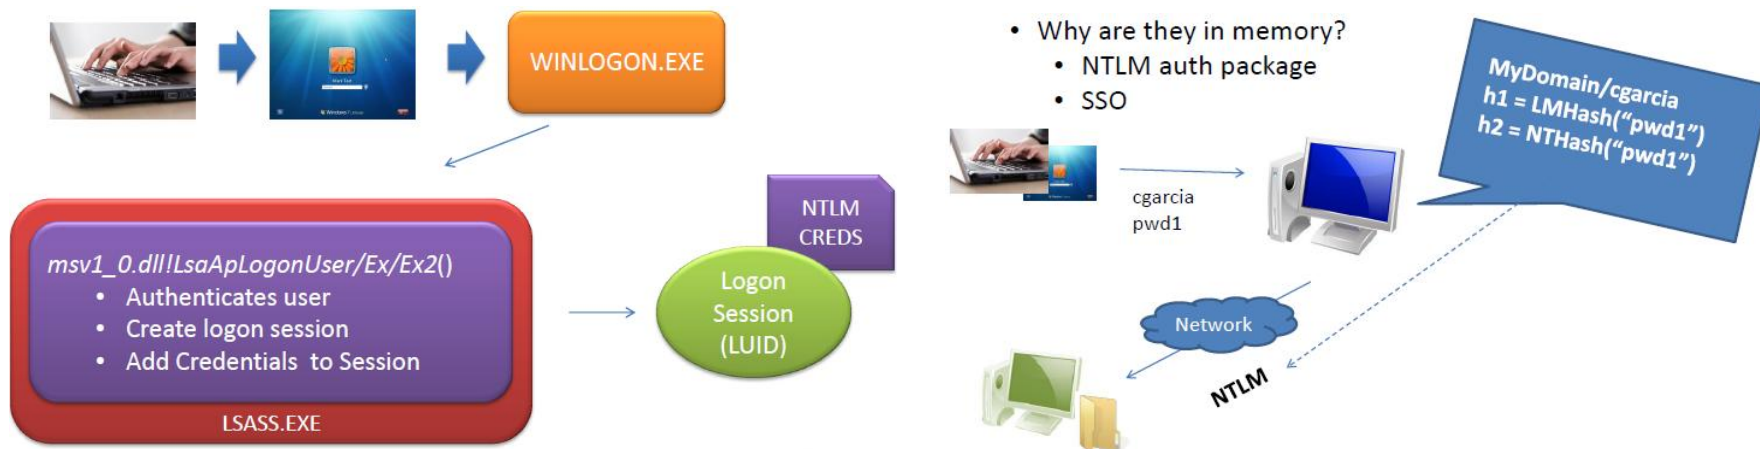 WINLOGON.EXE
msv1_0.dll!LsaApLogonUser/Ex/Ex2()
• Authenticates user
• Create logon session
• Add Credentials to Session
LSASS.EXE
NTLM
CREDS
Logon
Session
(LUID)
• Why are they in memory?
• NTLM auth package
• SSO
cgarcia
pwd1
MyDomain/cgarcia
h1 = LMHash(“pwd1”)
h2 = NTHash(“pwd1”)
Network
NTLM